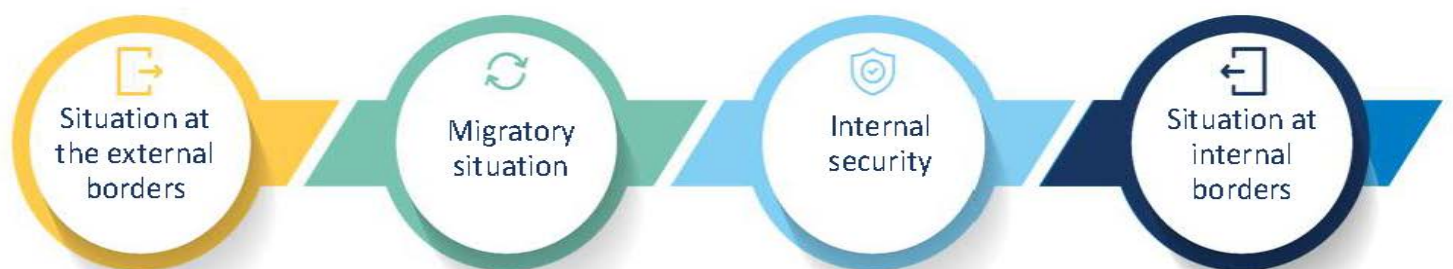 Situation at
the external
borders
Migratory
situation
Internal
security
Situation at
internal
borders